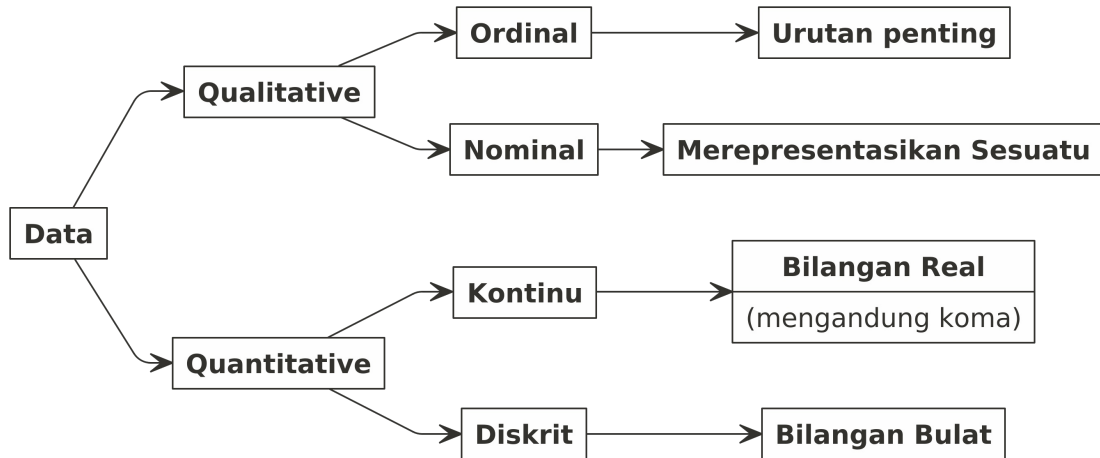 Data
Qualitative
Ordinal
Urutan penting
Nominal
Merepresentasikan Sesuatu
Quantitative
Kontinu
Bilangan Real
(mengandung koma)
Diskrit
Bilangan Bulat